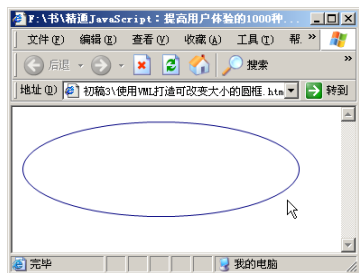 F:\书\精通JavaScript：提高用户体验的1000种...
文件(F) 编辑(E) 查看(V) 收藏(A) 工具(T) 帮. »
后退 搜索 »
地址(D) 初稿3\使用VML打造可改变大小的圆框.htm 转到
完毕 我的电脑